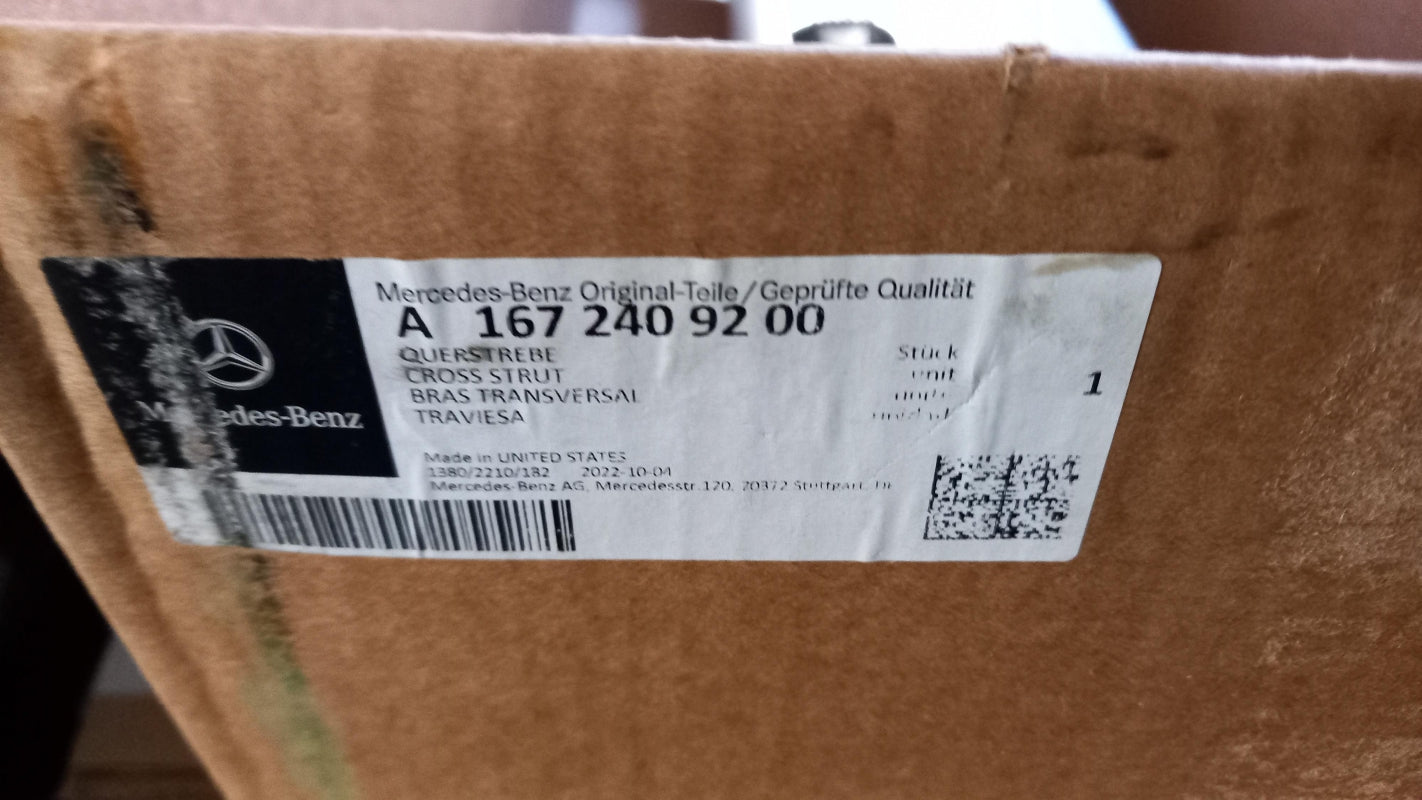 Mercedes-Benz
Mercedes-Benz Original-Teile/Geprüfte Qualität
A 167 240 92 00
QUERSTREBE Stück
CROSS STRUT unit
BRAS TRANSVERSAL
TRAVIESA
1
Made in UNITED STATES
1380/2210/182 2022-10-04
Mercedes-Benz AG, Mercedesstr.120, 70372 Stuttgart,